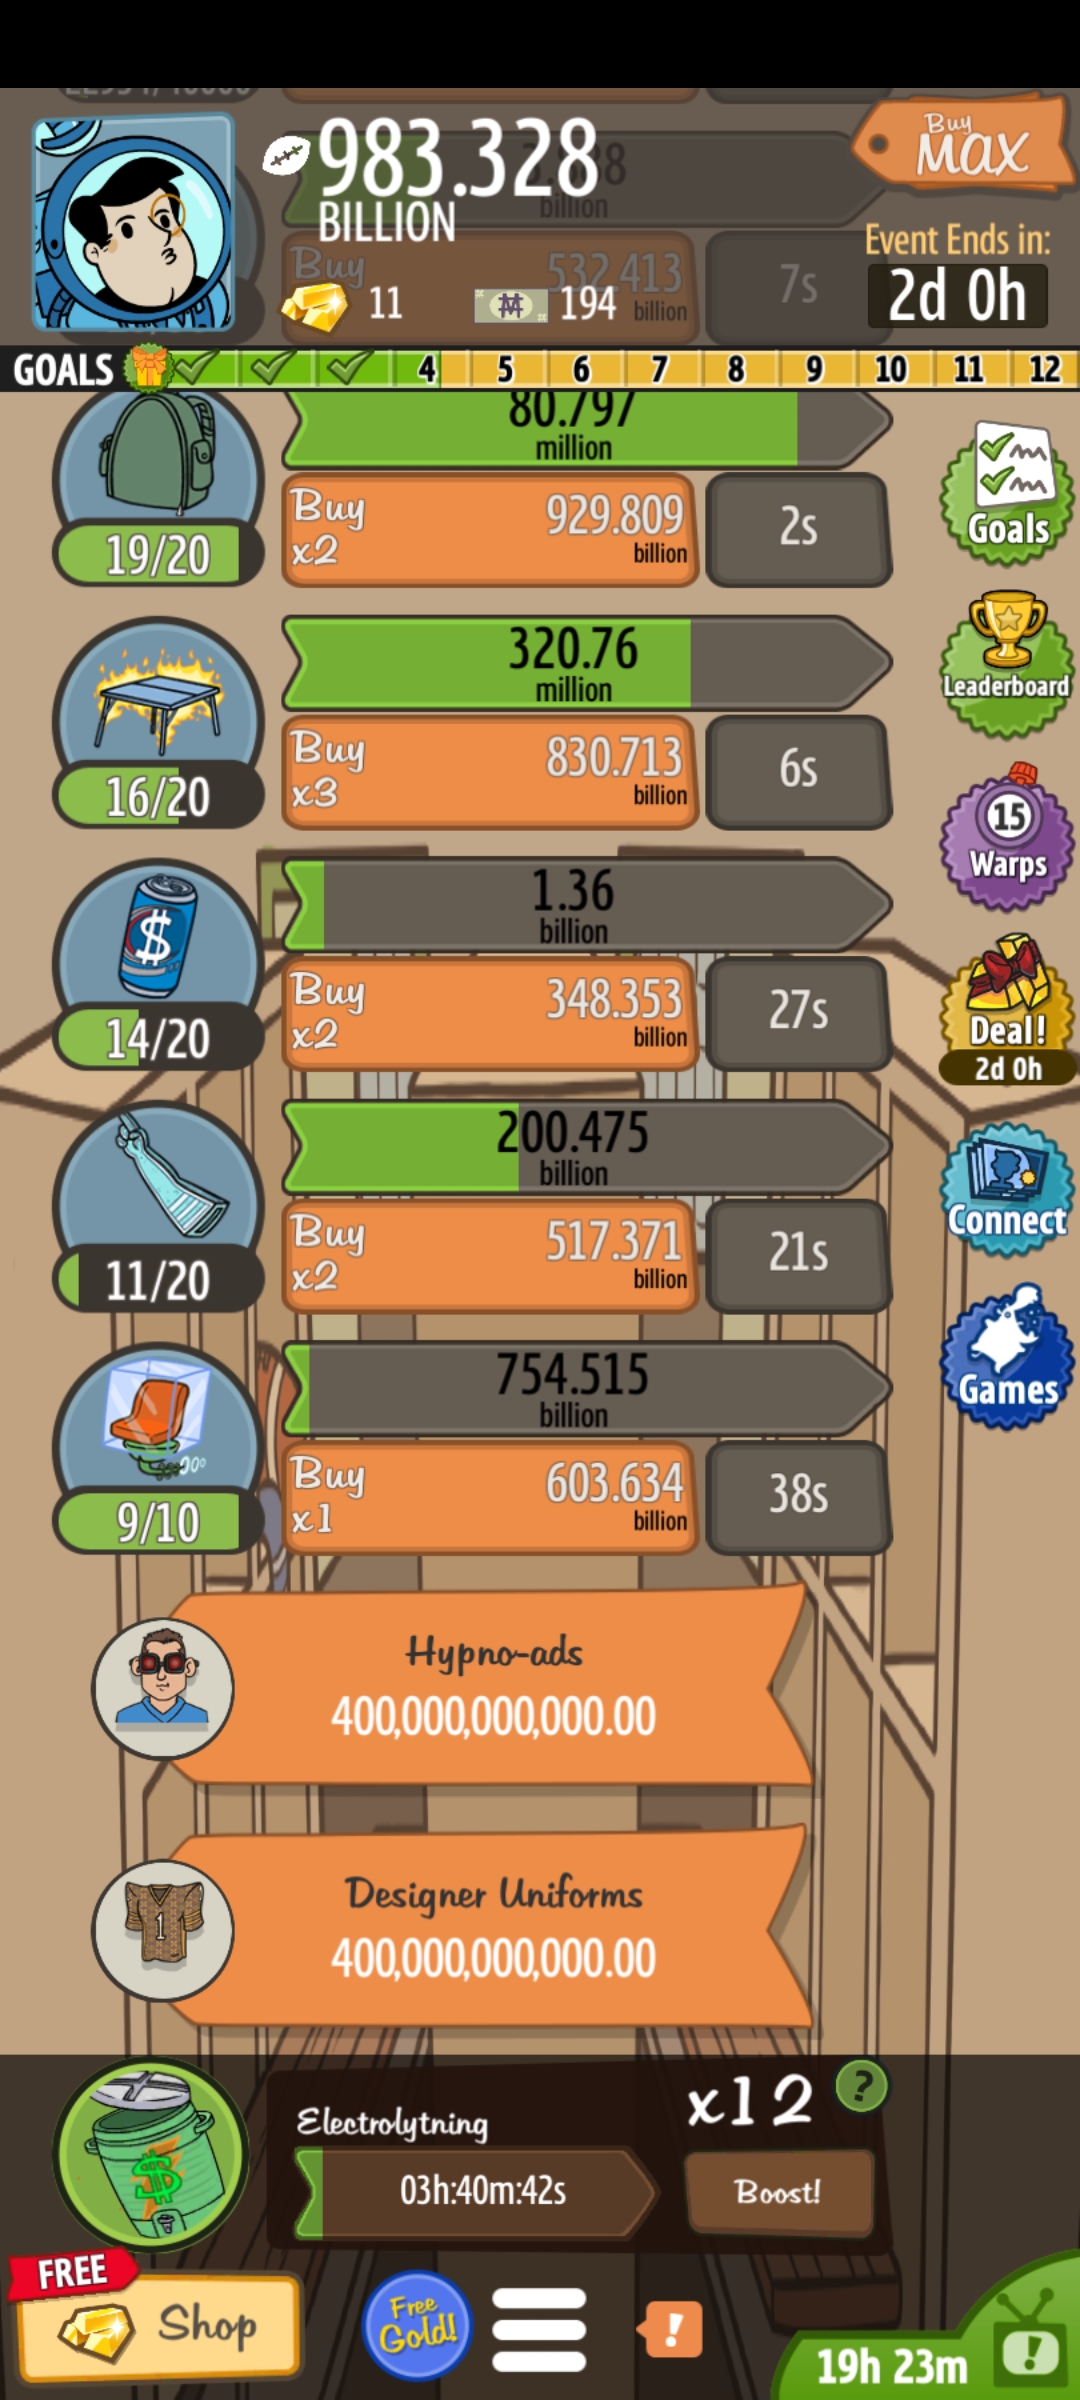 983.328
BILLION
Buy
MAX
Event Ends in:
2d 0h
billion
Buy
532.413
billion
7s
11
194
GOALS
4 5 6 7 8 9 10 11 12
80.797
million
Buy
x2
929.809
billion
2s
19/20
Goals
320.76
million
Buy
x3
830.713
billion
6s
16/20
Leaderboard
15
Warps
1.36
billion
$
Buy
x2
348.353
billion
27s
14/20
Deal!
2d 0h
200.475
billion
Buy
x2
517.371
billion
21s
11/20
Connect
754.515
billion
Buy
x1
603.634
billion
38s
9/10
Games
Hypno-ads
400,000,000,000.00
1
Designer Uniforms
400,000,000,000.00
$
Electrolytning
x12
?
03h:40m:42s
Boost!
FREE
Shop
Free
Gold!
!
19h 23m
!